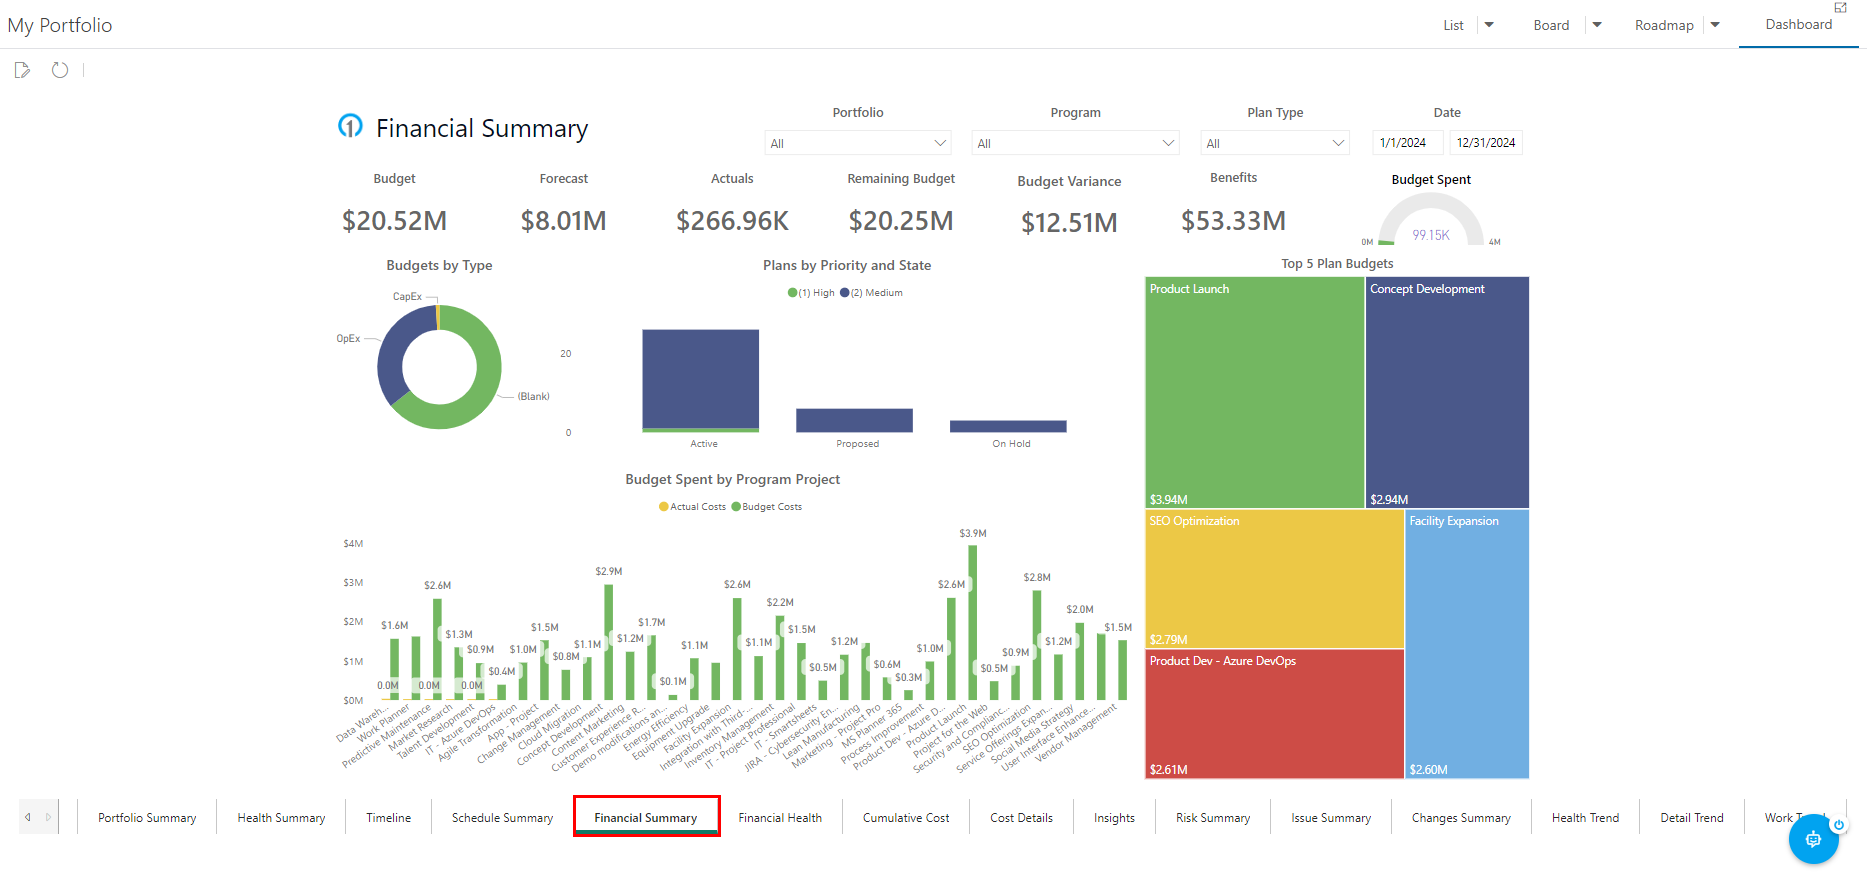 My Portfolio
List
Board
Roadmap
Dashboard
Financial Summary
Portfolio
Program
Plan Type
Date
All
All
All
1/1/2024
12/31/2024
Budget
Forecast
Actuals
Remaining Budget
Budget Variance
Benefits
Budget Spent
$20.52M
$8.01M
$266.96K
$20.25M
$12.51M
$53.33M
99.15K
0M
4M
Budgets by Type
CapEx
OpEx
(Blank)
Plans by Priority and State
(1) High (2) Medium
20
0
Active
Proposed
On Hold
Top 5 Plan Budgets
Product Launch
$3.94M
Concept Development
$2.94M
SEO Optimization
$2.79M
Facility Expansion
$2.60M
Product Dev - Azure DevOps
$2.61M
Budget Spent by Program Project
Actual Costs Budget Costs
$4M
$3M
$2M
$1M
$0M
$1.6M
0.0M
$2.6M
0.0M
$1.3M
$0.9M
0.0M
$0.4M
$1.0M
$1.5M
$0.8M
$1.1M
$2.9M
$1.2M
$1.7M
$0.1M
$1.1M
$2.6M
$1.1M
$2.2M
$1.5M
$0.5M
$1.2M
$0.6M
$0.3M
$1.0M
$2.6M
$3.9M
$0.5M
$0.9M
$2.8M
$1.2M
$2.0M
$1.5M
Data Wareh...
Work Planner
Predictive Maintenance
Market Research
Talent Development
IT - Azure DevOps
Agile Transformation
App - Project
Change Management
Cloud Migration
Concept Development
Content Marketing
Customer Experience R...
Demo modifications an...
Energy Efficiency
Equipment Upgrade
Facility Expansion
Integration with Third-...
Inventory Management
IT - Project Professional
IT - Smartsheets
JIRA - Cybersecurity En...
Lean Manufacturing
Marketing - Project Pro
MS Planner 365
Process Improvement
Product Dev - Azure D...
Product Launch
Project for the Web
Security and Complianc...
SEO Optimization
Service Offerings Expan...
Social Media Strategy
User Interface Enhance...
Vendor Management
Portfolio Summary
Health Summary
Timeline
Schedule Summary
Financial Summary
Financial Health
Cumulative Cost
Cost Details
Insights
Risk Summary
Issue Summary
Changes Summary
Health Trend
Detail Trend
Work